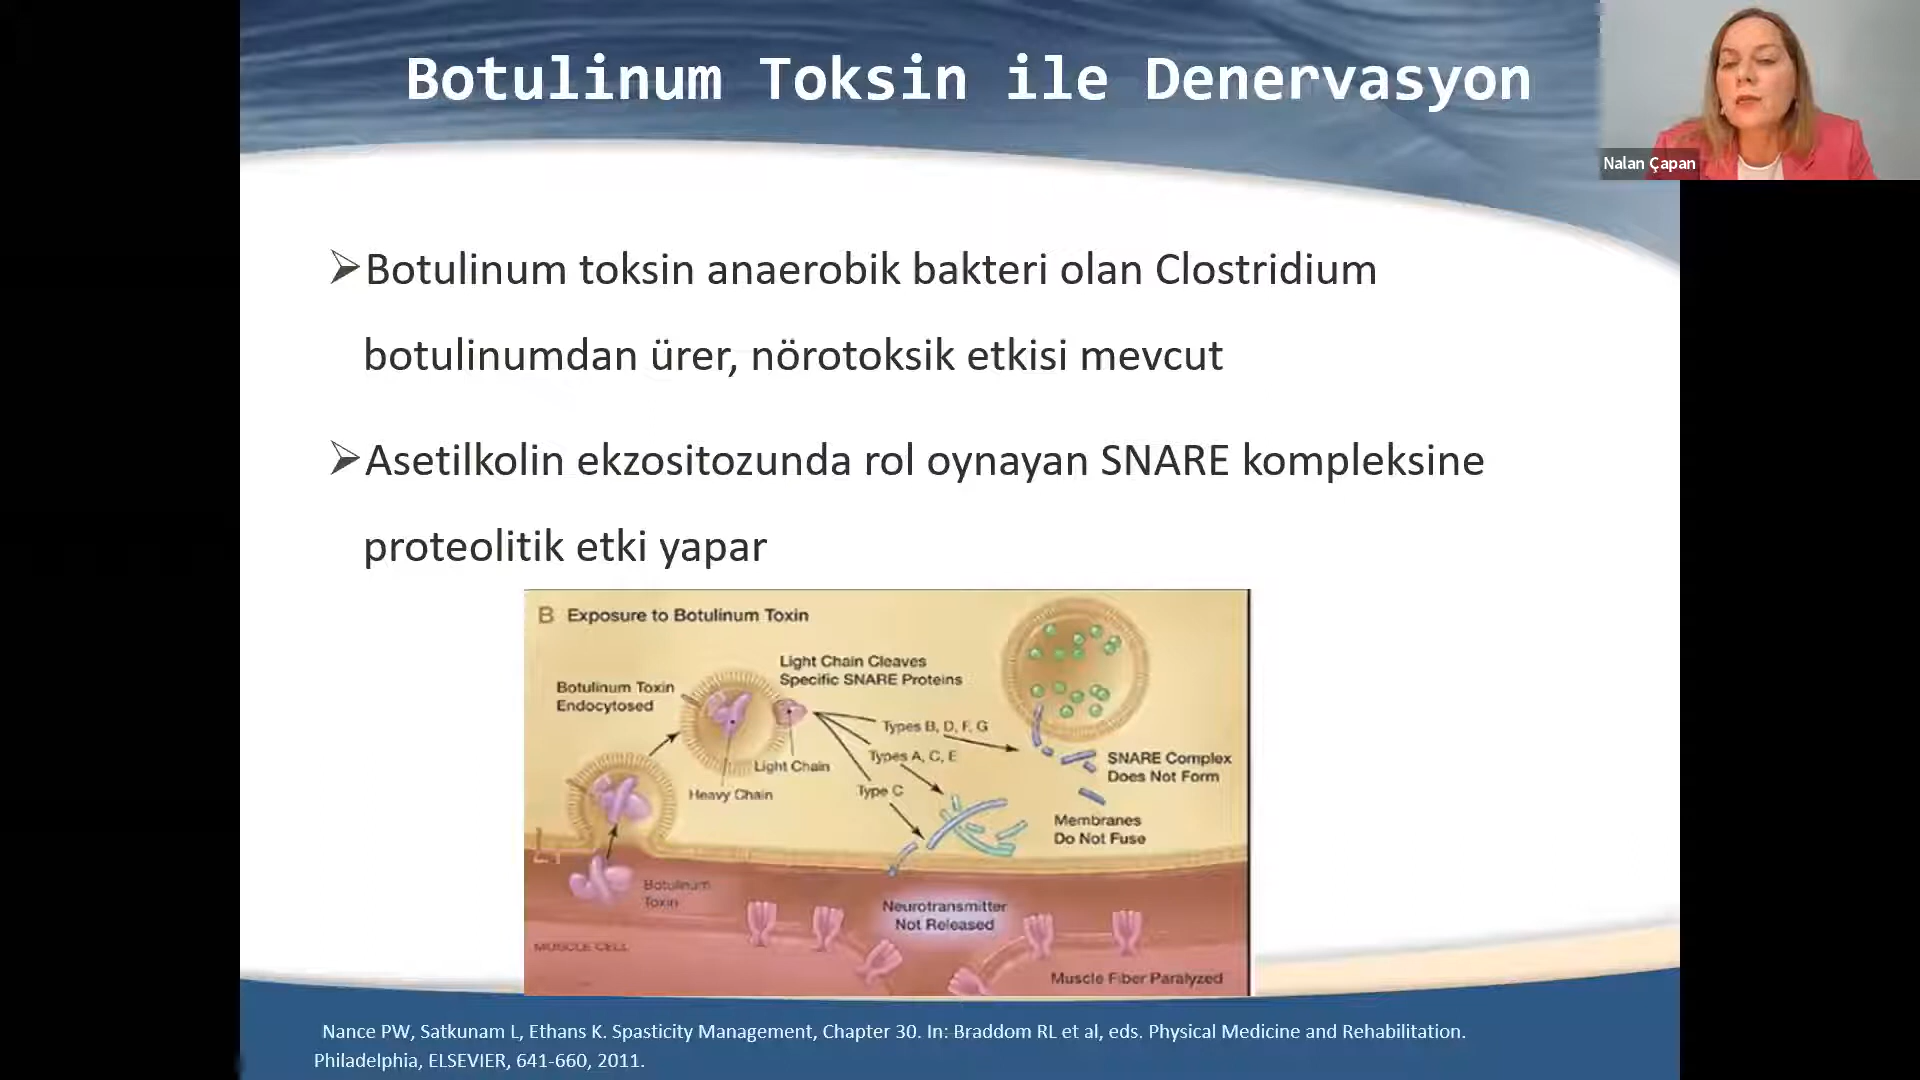 Botulinum Toksin ile Denervasyon
Nalan Çapan
➢Botulinum toksin anaerobik bakteri olan Clostridium
botulinumdan ürer, nörotoksik etkisi mevcut
➢Asetilkolin ekzositozunda rol oynayan SNARE kompleksine
proteolitik etki yapar
B Exposure to Botulinum Toxin
Light Chain Cleaves
Specific SNARE Proteins
Botulinum Toxin
Endocytosed
Types B, D, F, G
Types A, C, E
Light Chain
SNARE Complex
Does Not Form
Heavy Chain
Type C
Membranes
Do Not Fuse
Botulinum
Toxin
Neurotransmitter
Not Released
MUSCLE CELL
Muscle Fiber Paralyzed
Nance PW, Satkunam L, Ethans K. Spasticity Management, Chapter 30. In: Braddom RL et al, eds. Physical Medicine and Rehabilitation.
Philadelphia, ELSEVIER, 641-660, 2011.